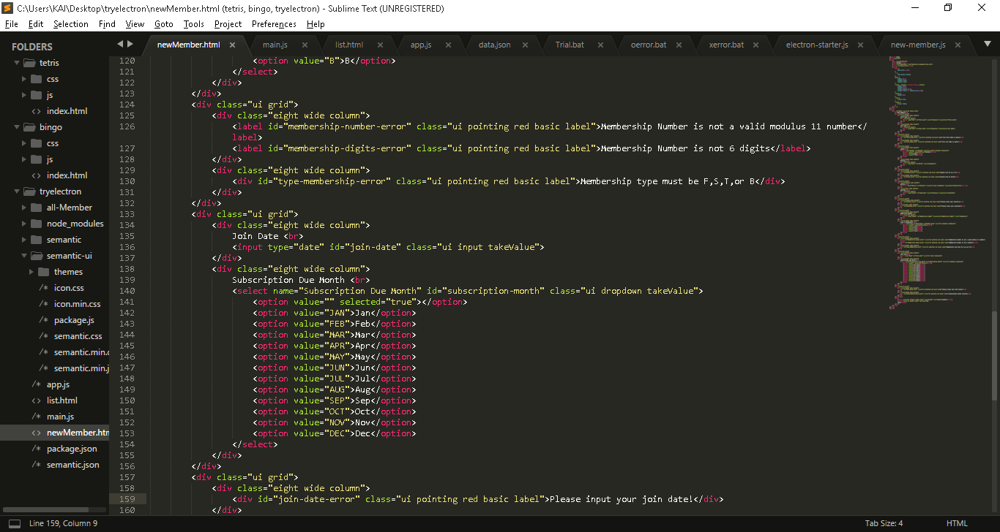 C:\Users\KAI\Desktop\tryelectron\newMember.html (tetris, bingo, tryelectron) - Sublime Text (UNREGISTERED)
File Edit Selection Find View Goto Tools Project Preferences Help
FOLDERS
tetris
css
js
index.html
bingo
css
js
index.html
tryelectron
all-Member
node_modules
semantic
semantic-ui
themes
icon.css
icon.min.css
package.js
semantic.css
semantic.min.c
semantic.min.j
app.js
list.html
main.js
newMember.htm
package.json
semantic.json
newMember.html × main.js × list.html × app.js × data.json × Trial.bat × oerror.bat × xerror.bat × electron-starter.js × new-member.js ×
120 <option value="B">B</option>
121 </select>
122 </div>
123 </div>
124 <div class="ui grid">
125 <div class="eight wide column">
126 <label id="membership-number-error" class="ui pointing red basic label">Membership Number is not a valid modulus 11 number</
label>
127 <label id="membership-digits-error" class="ui pointing red basic label">Membership Number is not 6 digits</label>
128 </div>
129 <div class="eight wide column">
130 <div id="type-membership-error" class="ui pointing red basic label">Membership type must be F,S,T,or B</div>
131 </div>
132 </div>
133 <div class="ui grid">
134 <div class="eight wide column">
135 Join Date <br>
136 <input type="date" id="join-date" class="ui input takeValue">
137 </div>
138 <div class="eight wide column">
139 Subscription Due Month <br>
140 <select name="Subscription Due Month" id="subscription-month" class="ui dropdown takeValue">
141 <option value="" selected="true"></option>
142 <option value="JAN">Jan</option>
143 <option value="FEB">Feb</option>
144 <option value="MAR">Mar</option>
145 <option value="APR">Apr</option>
146 <option value="MAY">May</option>
147 <option value="JUN">Jun</option>
148 <option value="JUL">Jul</option>
149 <option value="AUG">Aug</option>
150 <option value="SEP">Sep</option>
151 <option value="OCT">Oct</option>
152 <option value="NOV">Nov</option>
153 <option value="DEC">Dec</option>
154 </select>
155 </div>
156 </div>
157 <div class="ui grid">
158 <div class="eight wide column">
159 <div id="join-date-error" class="ui pointing red basic label">Please input your join date!</div>
160 </div>
Line 159, Column 9 Tab Size: 4 HTML